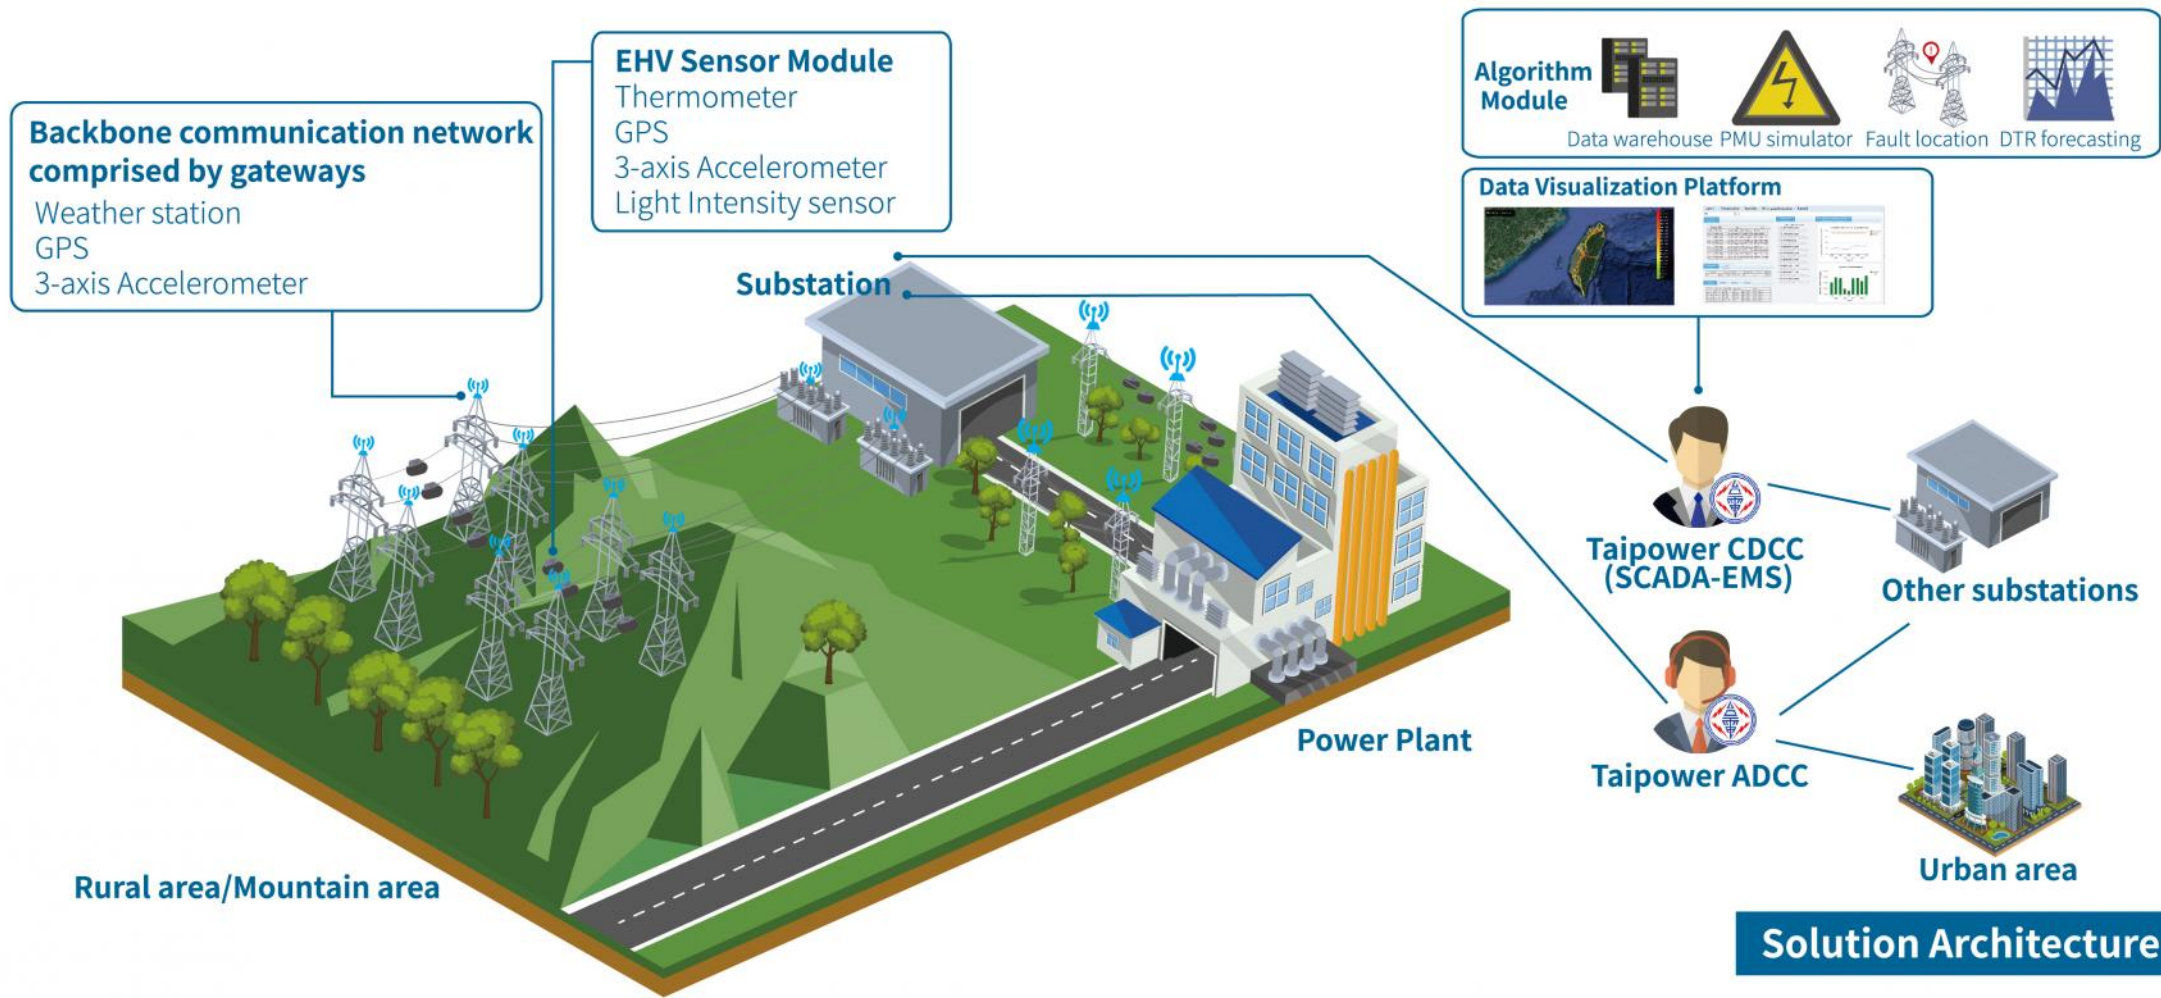 Backbone communication network
comprised by gateways
Weather station
GPS
3-axis Accelerometer
EHV Sensor Module
Thermometer
GPS
3-axis Accelerometer
Light Intensity sensor
Algorithm
Module
Data warehouse
PMU simulator
Fault location
DTR forecasting
Data Visualization Platform
Substation
Taipower CDCC
(SCADA-EMS)
Other substations
Power Plant
Taipower ADCC
Urban area
Rural area/Mountain area
Solution Architecture